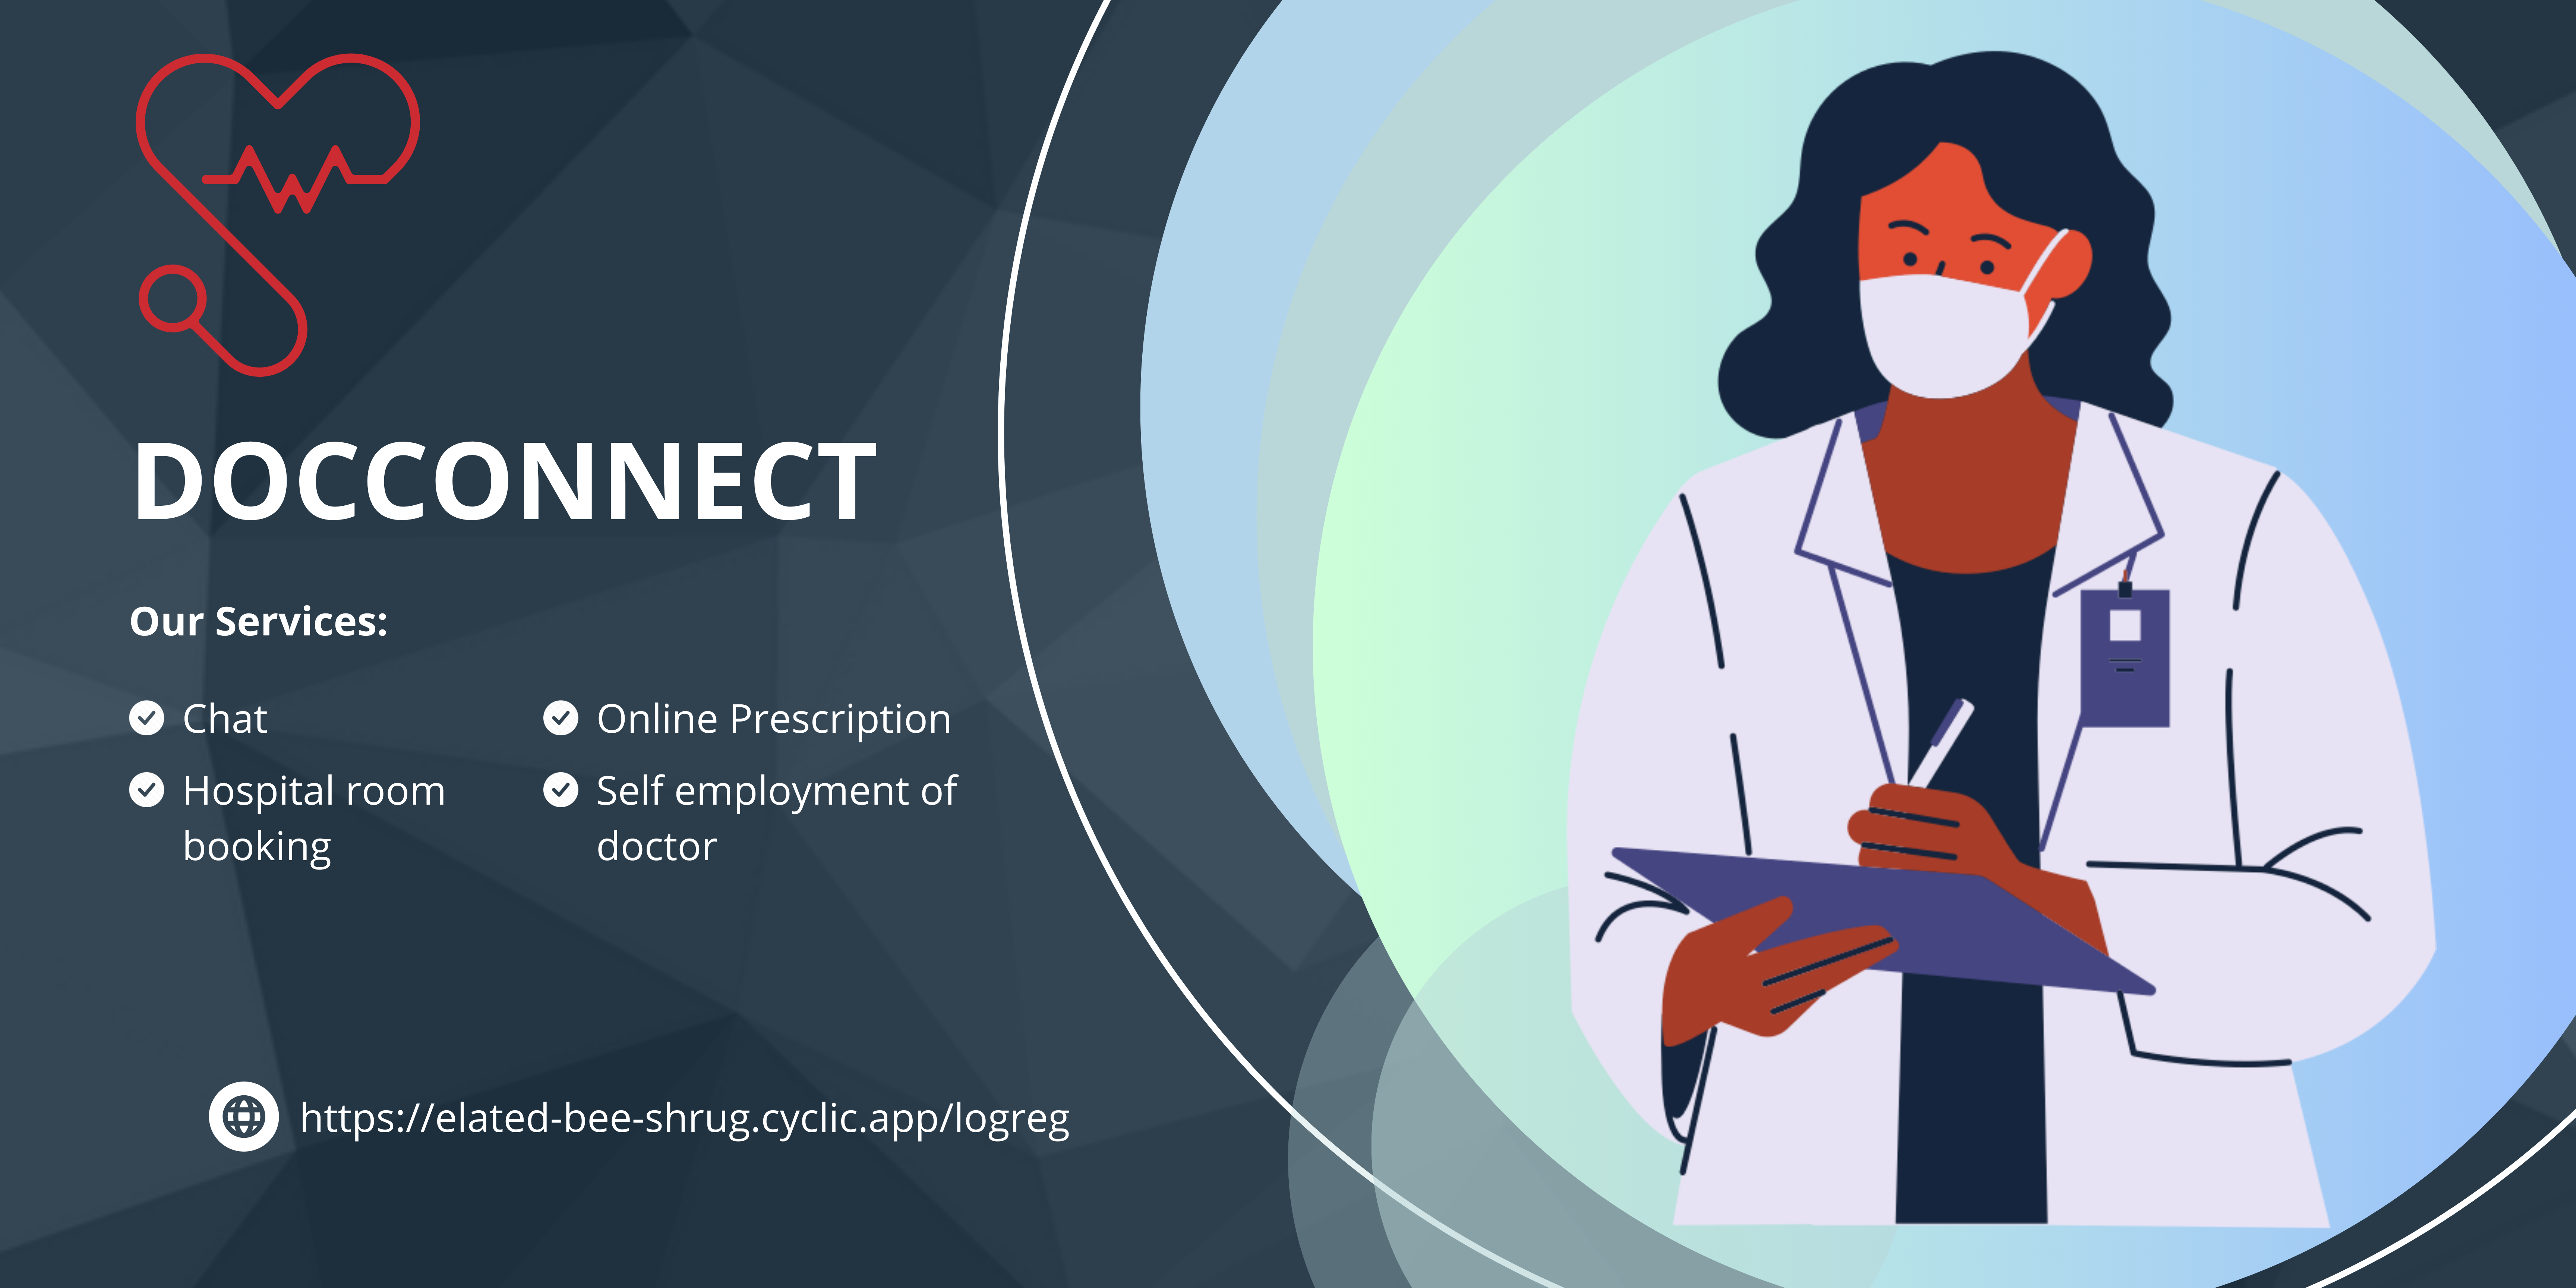 DOCCONNECT
Our Services:
Chat
Hospital room
booking
Online Prescription
Self employment of
doctor
https://elated-bee-shrug.cyclic.app/logreg